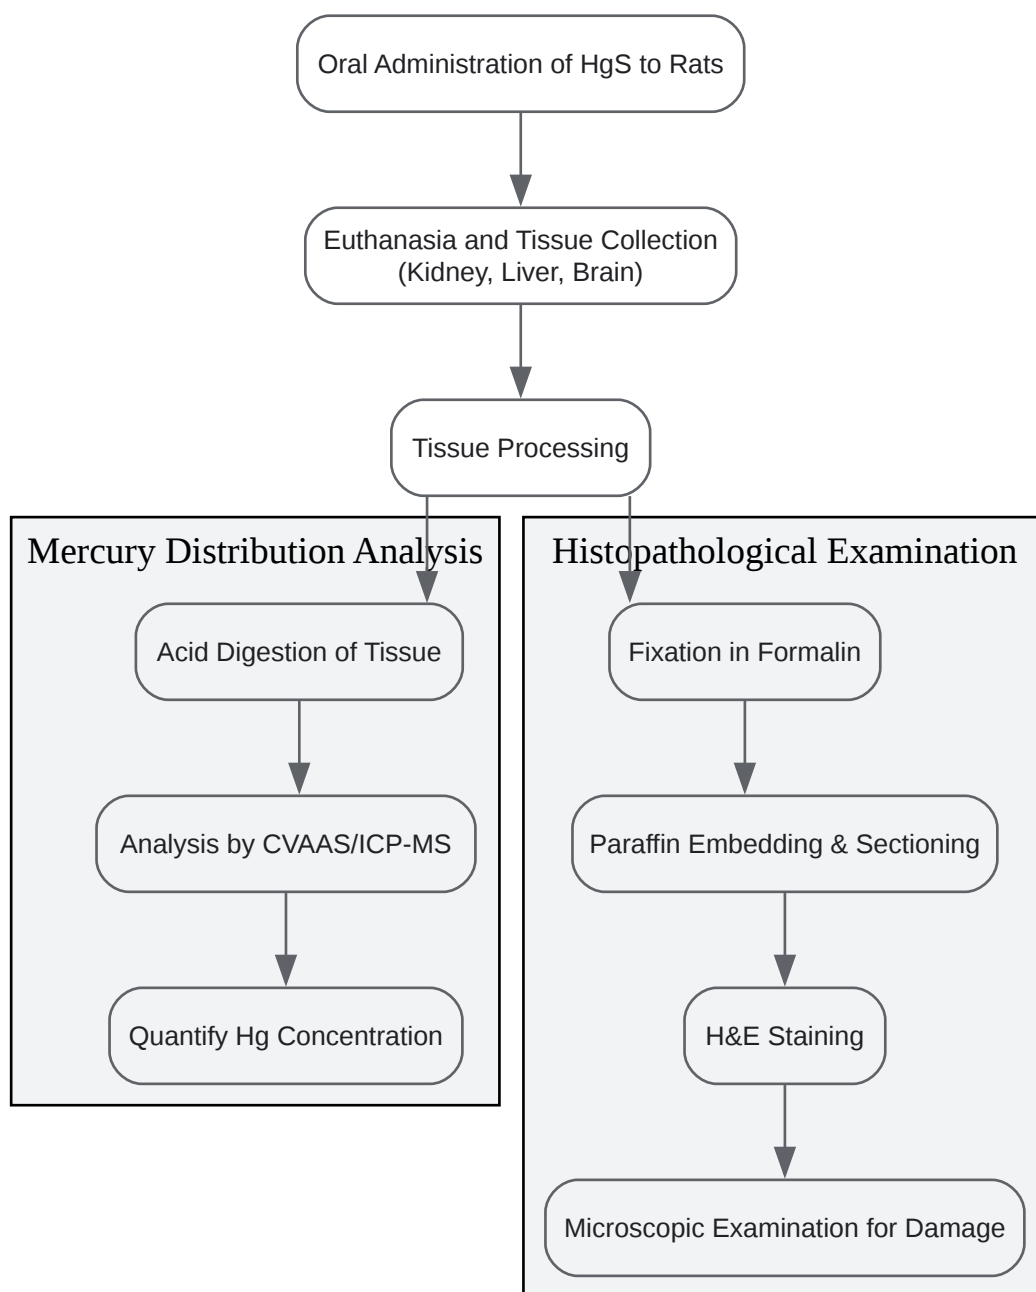 Oral Administration of HgS to Rats
Euthanasia and Tissue Collection
(Kidney, Liver, Brain)
Tissue Processing
Mercury Distribution Analysis
Acid Digestion of Tissue
Analysis by CVAAS/ICP-MS
Quantify Hg Concentration
Histopathological Examination
Fixation in Formalin
Paraffin Embedding & Sectioning
H&E Staining
Microscopic Examination for Damage